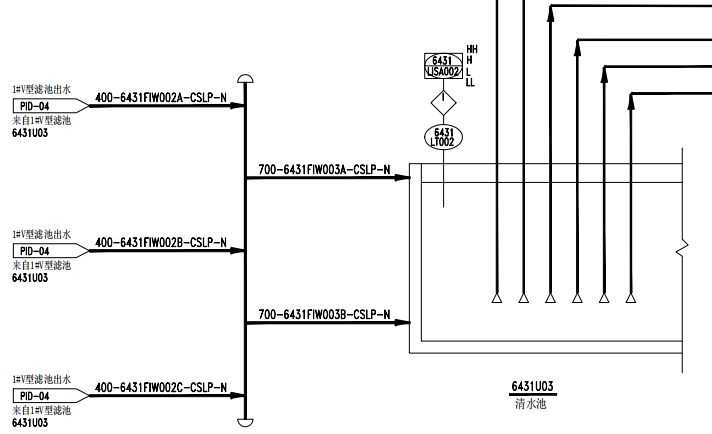 HH
6431
H
LISA002
L
LL
I
6431
LT002
1#V型滤池出水
PID-04
来自1#V型滤池
6431U03
400-6431FIW002A-CSLP-N
700-6431FIW003A-CSLP-N
1#V型滤池出水
PID-04
来自1#V型滤池
6431U03
400-6431FIW002B-CSLP-N
700-6431FIW003B-CSLP-N
1#V型滤池出水
PID-04
来自1#V型滤池
6431U03
400-6431FIW002C-CSLP-N
6431U03
清水池